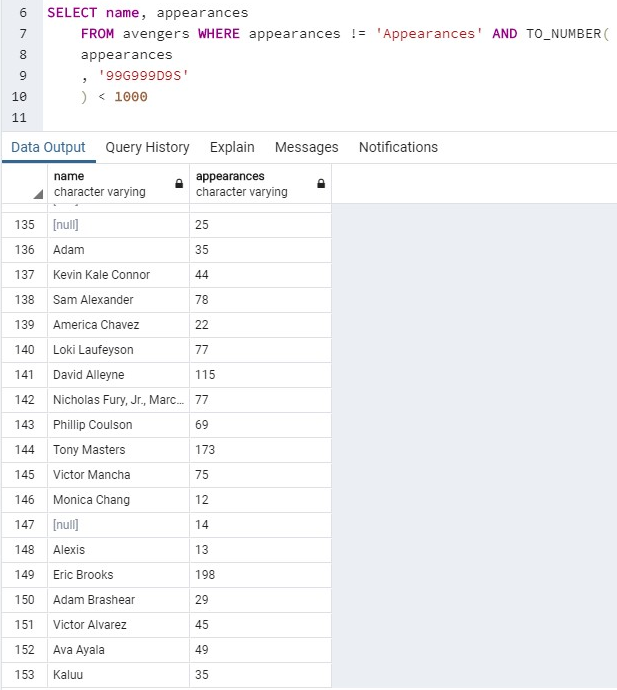 6 SELECT name, appearances
7 FROM avengers WHERE appearances != 'Appearances' AND TO_NUMBER(
8 appearances
9 , '99G999D9S'
10 ) < 1000
11
Data Output Query History Explain Messages Notifications
name appearances
character varying character varying
135 [null] 25
136 Adam 35
137 Kevin Kale Connor 44
138 Sam Alexander 78
139 America Chavez 22
140 Loki Laufeyson 77
141 David Alleyne 115
142 Nicholas Fury, Jr., Marc... 77
143 Phillip Coulson 69
144 Tony Masters 173
145 Victor Mancha 75
146 Monica Chang 12
147 [null] 14
148 Alexis 13
149 Eric Brooks 198
150 Adam Brashear 29
151 Victor Alvarez 45
152 Ava Ayala 49
153 Kaluu 35